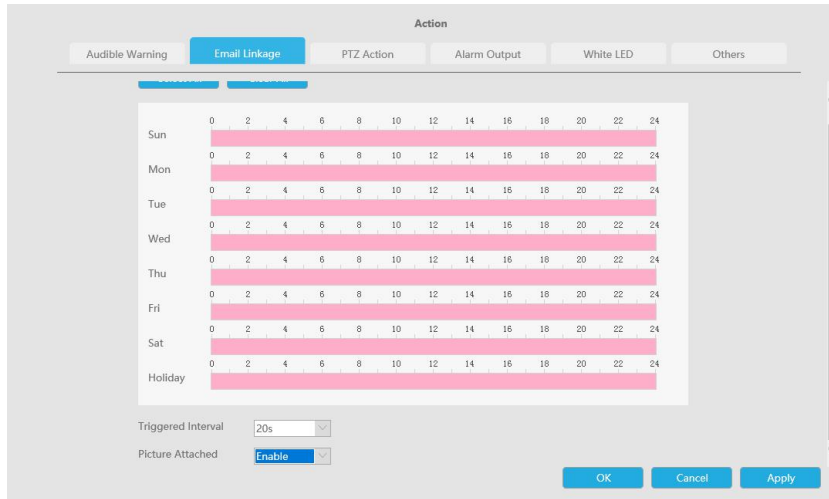 Action
Audible Warning Email Linkage PTZ Action Alarm Output White LED Others
0 2 4 6 8 10 12 14 16 18 20 22 24
Sun
0 2 4 6 8 10 12 14 16 18 20 22 24
Mon
0 2 4 6 8 10 12 14 16 18 20 22 24
Tue
0 2 4 6 8 10 12 14 16 18 20 22 24
Wed
0 2 4 6 8 10 12 14 16 18 20 22 24
Thu
0 2 4 6 8 10 12 14 16 18 20 22 24
Fri
0 2 4 6 8 10 12 14 16 18 20 22 24
Sat
0 2 4 6 8 10 12 14 16 18 20 22 24
Holiday
Triggered Interval 20s
Picture Attached Enable
OK Cancel Apply